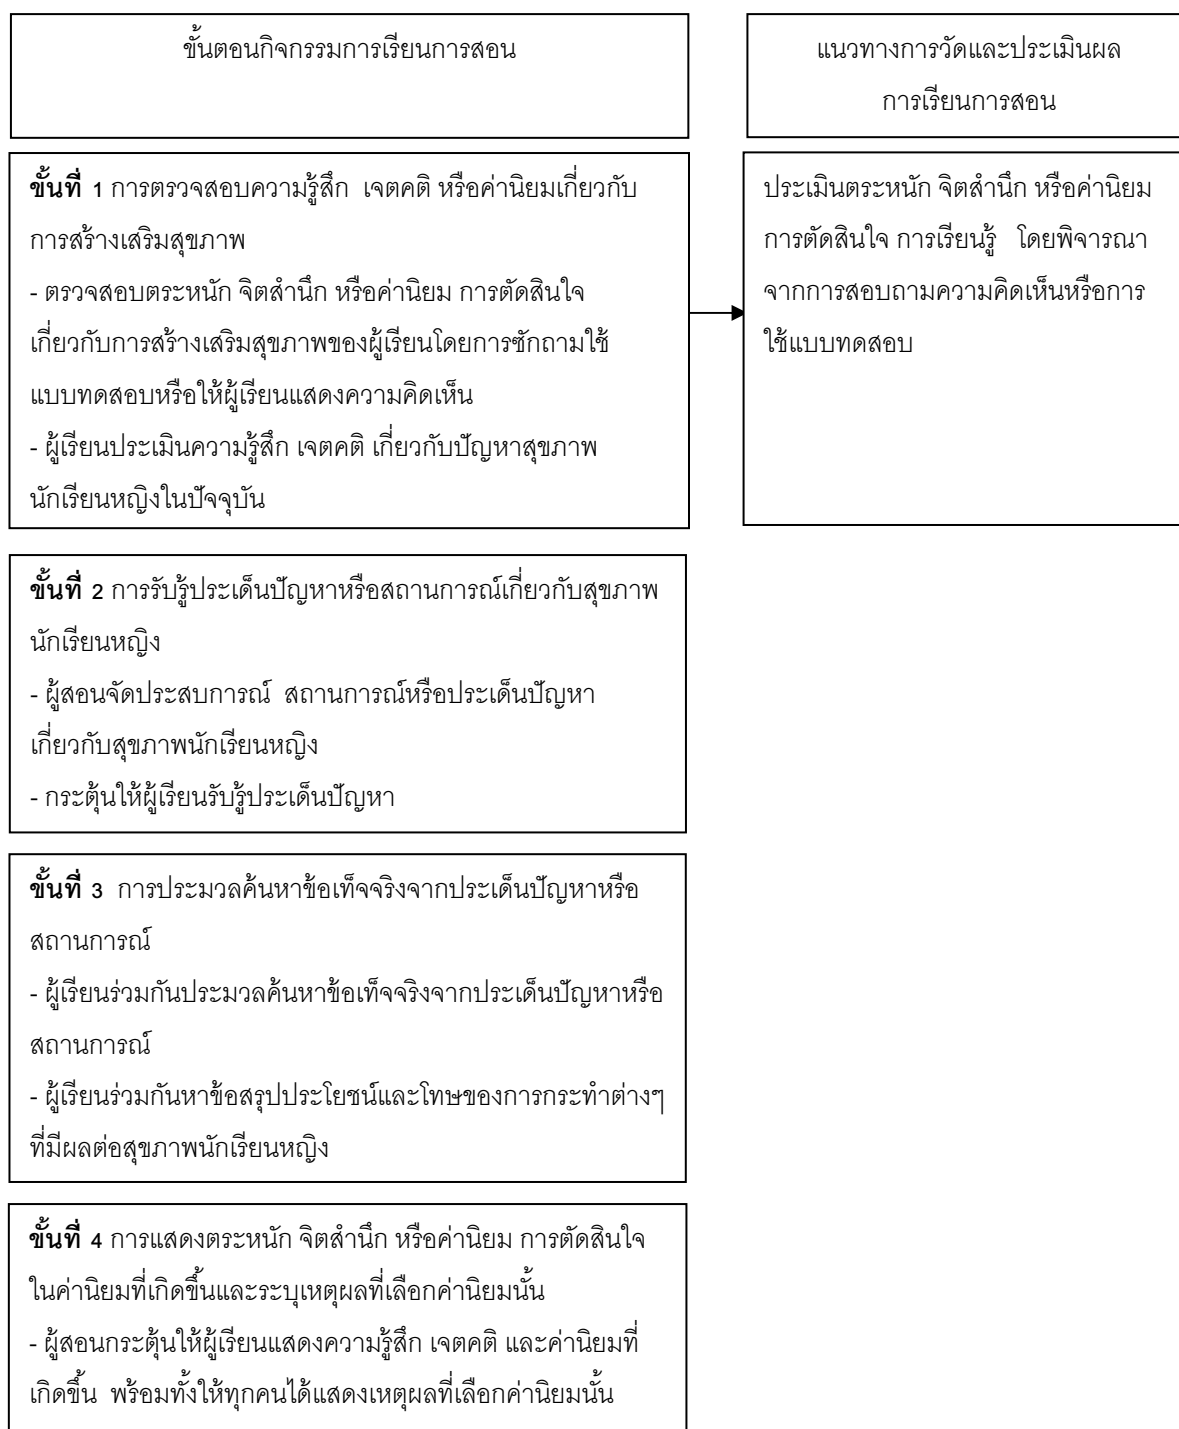 ขั้นตอนกิจกรรมการเรียนการสอน
แนวทางการวัดและประเมินผล
การเรียนการสอน
ขั้นที่ 1 การตรวจสอบความรู้สึก เจตคติ หรือค่านิยมเกี่ยวกับ
การสร้างเสริมสุขภาพ
- ตรวจสอบตระหนัก จิตสำนึก หรือค่านิยม การตัดสินใจ
เกี่ยวกับการสร้างเสริมสุขภาพของผู้เรียนโดยการซักถามใช้
แบบทดสอบหรือให้ผู้เรียนแสดงความคิดเห็น
- ผู้เรียนประเมินความรู้สึก เจตคติ เกี่ยวกับปัญหาสุขภาพ
นักเรียนหญิงในปัจจุบัน
ประเมินตระหนัก จิตสำนึก หรือค่านิยม
การตัดสินใจ การเรียนรู้ โดยพิจารณา
จากการสอบถามความคิดเห็นหรือการ
ใช้แบบทดสอบ
ขั้นที่ 2 การรับรู้ประเด็นปัญหาหรือสถานการณ์เกี่ยวกับสุขภาพ
นักเรียนหญิง
- ผู้สอนจัดประสบการณ์ สถานการณ์หรือประเด็นปัญหา
เกี่ยวกับสุขภาพนักเรียนหญิง
- กระตุ้นให้ผู้เรียนรับรู้ประเด็นปัญหา
ขั้นที่ 3 การประมวลค้นหาข้อเท็จจริงจากประเด็นปัญหาหรือ
สถานการณ์
- ผู้เรียนร่วมกันประมวลค้นหาข้อเท็จจริงจากประเด็นปัญหาหรือ
สถานการณ์
- ผู้เรียนร่วมกันหาข้อสรุปประโยชน์และโทษของการกระทำต่างๆ
ที่มีผลต่อสุขภาพนักเรียนหญิง
ขั้นที่ 4 การแสดงตระหนัก จิตสำนึก หรือค่านิยม การตัดสินใจ
ในค่านิยมที่เกิดขึ้นและระบุเหตุผลที่เลือกค่านิยมนั้น
- ผู้สอนกระตุ้นให้ผู้เรียนแสดงความรู้สึก เจตคติ และค่านิยมที่
เกิดขึ้น พร้อมทั้งให้ทุกคนได้แสดงเหตุผลที่เลือกค่านิยมนั้น